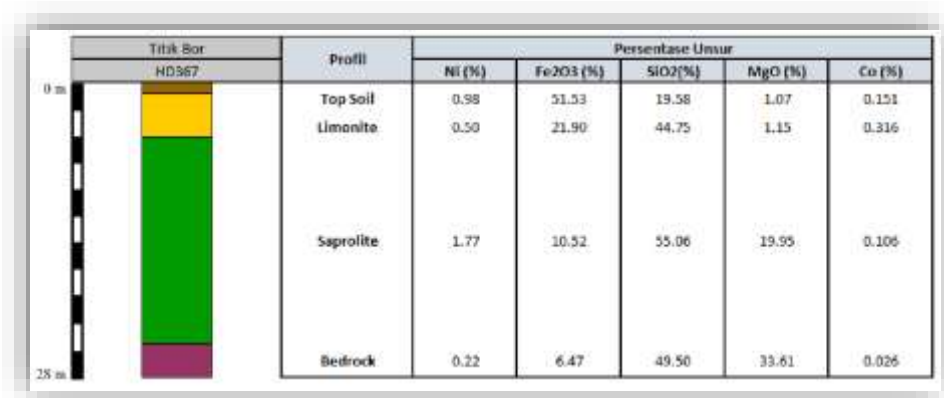 Titik Bor Profil Persentase Unsur
HD367 Ni (%) Fe2O3 (%) SiO2(%) MgO (%) Co (%)
0 m
Top Soil 0.98 51.53 19.58 1.07 0.151
Limonite 0.50 21.90 44.75 1.15 0.316
Saprolite 1.77 10.52 55.06 19.95 0.106
Bedrock 0.22 6.47 49.50 33.61 0.026
28 m